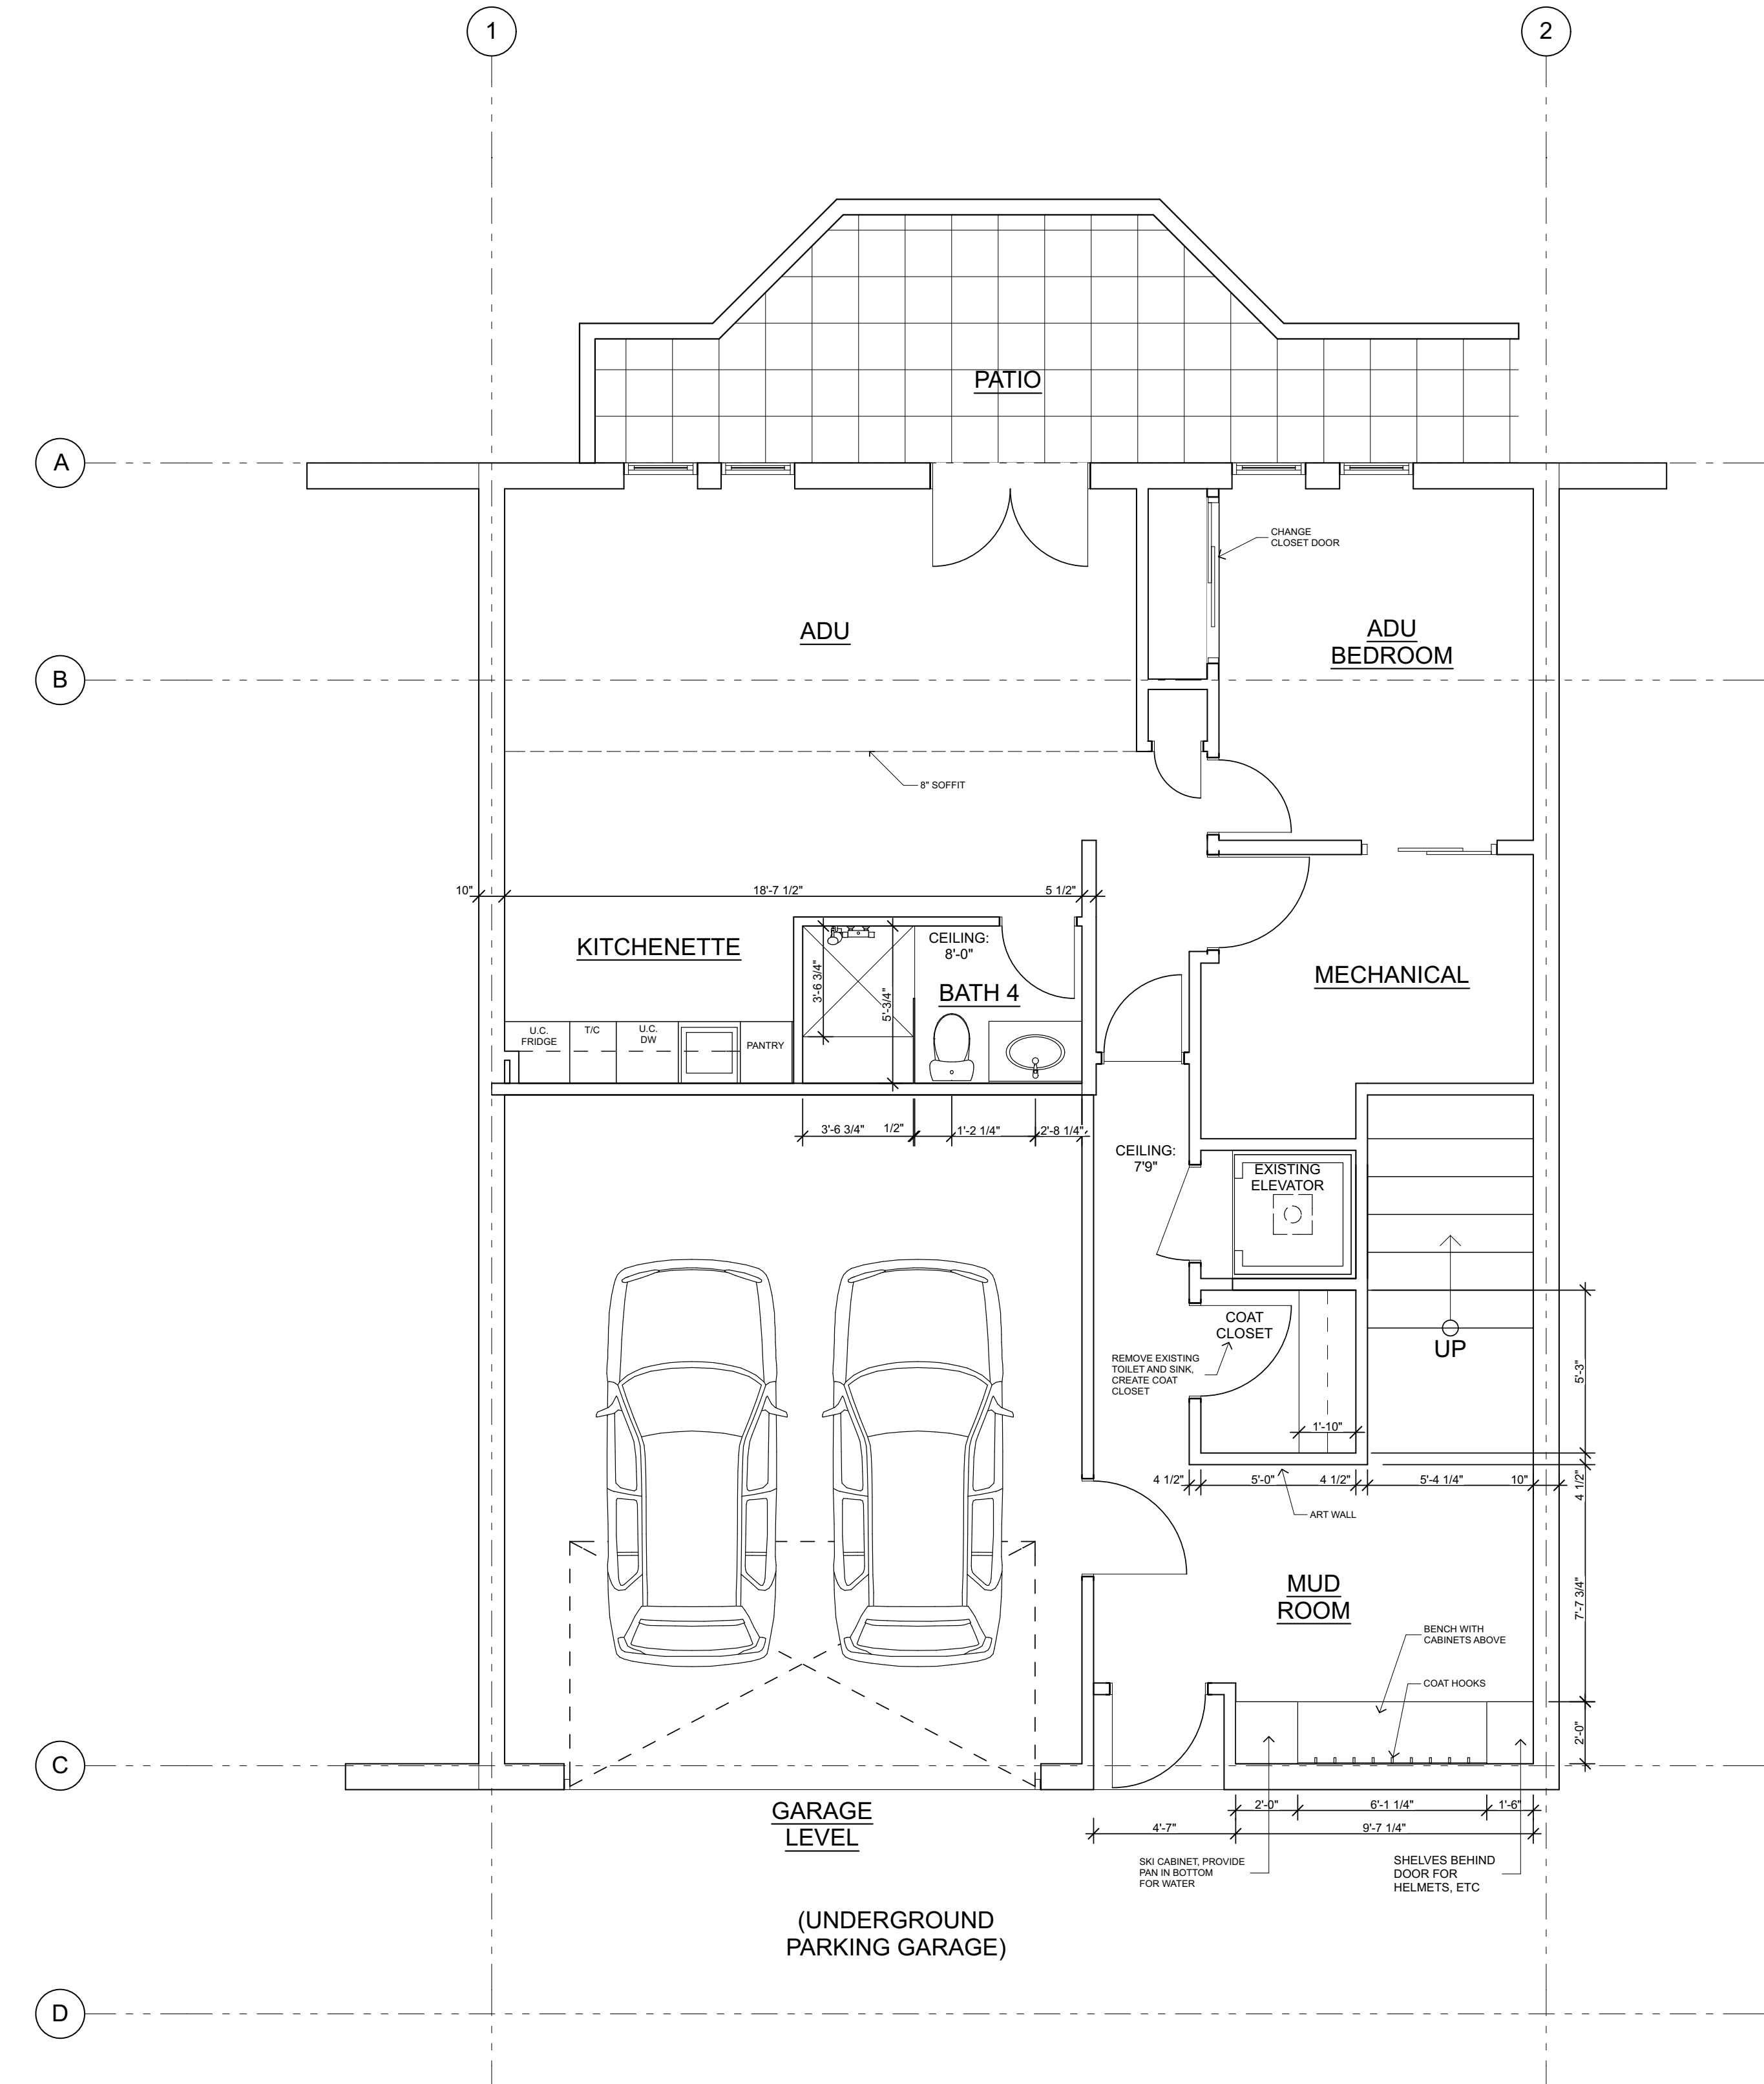 1
2
PATIO
A
CHANGE
CLOSET DOOR
ADU
ADU
BEDROOM
B
8" SOFFIT
10"
18'-7 1/2"
5 1/2"
KITCHENETTE
CEILING:
8'-0"
3'-6 3/4"
5'-3/4"
BATH 4
MECHANICAL
U.C.
FRIDGE
T/C
U.C.
DW
PANTRY
3'-6 3/4"
1/2"
1'-2 1/4"
2'-8 1/4"
CEILING:
7'9"
EXISTING
ELEVATOR
COAT
CLOSET
UP
REMOVE EXISTING
TOILET AND SINK,
CREATE COAT
CLOSET
5'-3"
1'-10"
4 1/2"
5'-0"
4 1/2"
5'-4 1/4"
10"
4 1/2"
ART WALL
MUD
ROOM
7'-7 3/4"
BENCH WITH
CABINETS ABOVE
COAT HOOKS
2'-0"
C
GARAGE
LEVEL
2'-0"
6'-1 1/4"
1'-6"
4'-7"
9'-7 1/4"
SKI CABINET, PROVIDE
PAN IN BOTTOM
FOR WATER
SHELVES BEHIND
DOOR FOR
HELMETS, ETC
(UNDERGROUND
PARKING GARAGE)
D